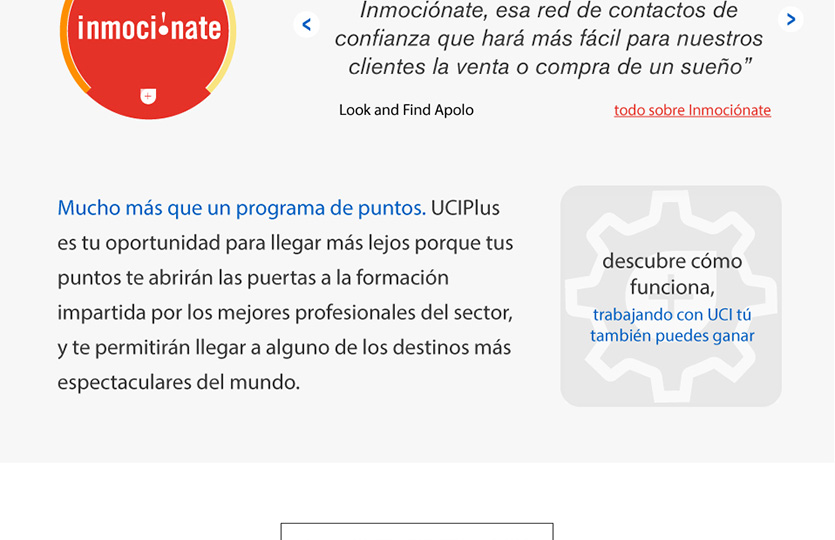 inmoci!nate
Inmociónate, esa red de contactos de
confianza que hará más fácil para nuestros
clientes la venta o compra de un sueño”
Look and Find Apolo
todo sobre Inmociónate
Mucho más que un programa de puntos. UCIPlus
es tu oportunidad para llegar más lejos porque tus
puntos te abrirán las puertas a la formación
impartida por los mejores profesionales del sector,
y te permitirán llegar a alguno de los destinos más
espectaculares del mundo.
descubre cómo
funciona,
trabajando con UCI tú
también puedes ganar